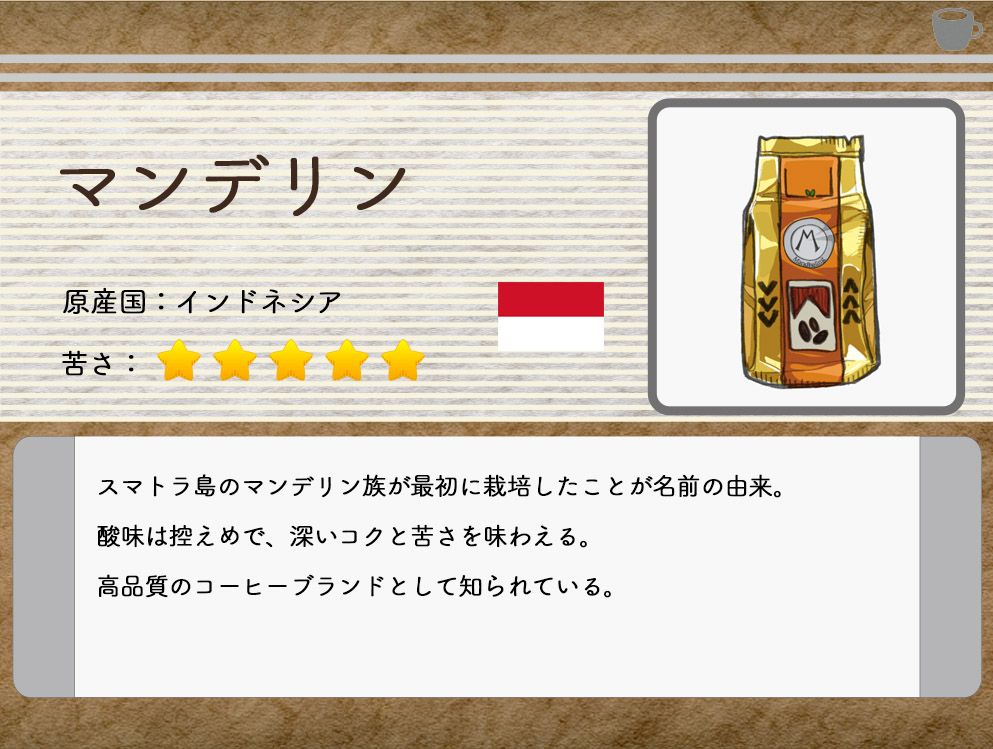 マンデリン
原産国：インドネシア
苦さ：
M
スマトラ島のマンデリン族が最初に栽培したことが名前の由来。
酸味は控えめで、深いコクと苦さを味わえる。
高品質のコーヒーブランドとして知られている。